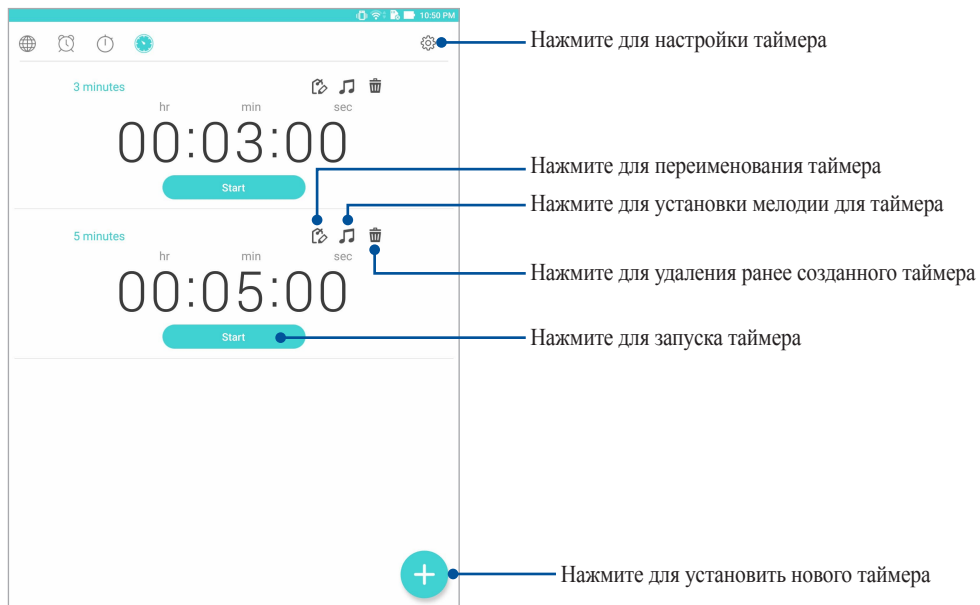 10:50 PM
Нажмите для настройки таймера
3 minutes
hr min sec
00:03:00
Start
Нажмите для переименования таймера
Нажмите для установки мелодии для таймера
5 minutes
hr min sec
Нажмите для удаления ранее созданного таймера
00:05:00
Start
Нажмите для запуска таймера
Нажмите для установить нового таймера